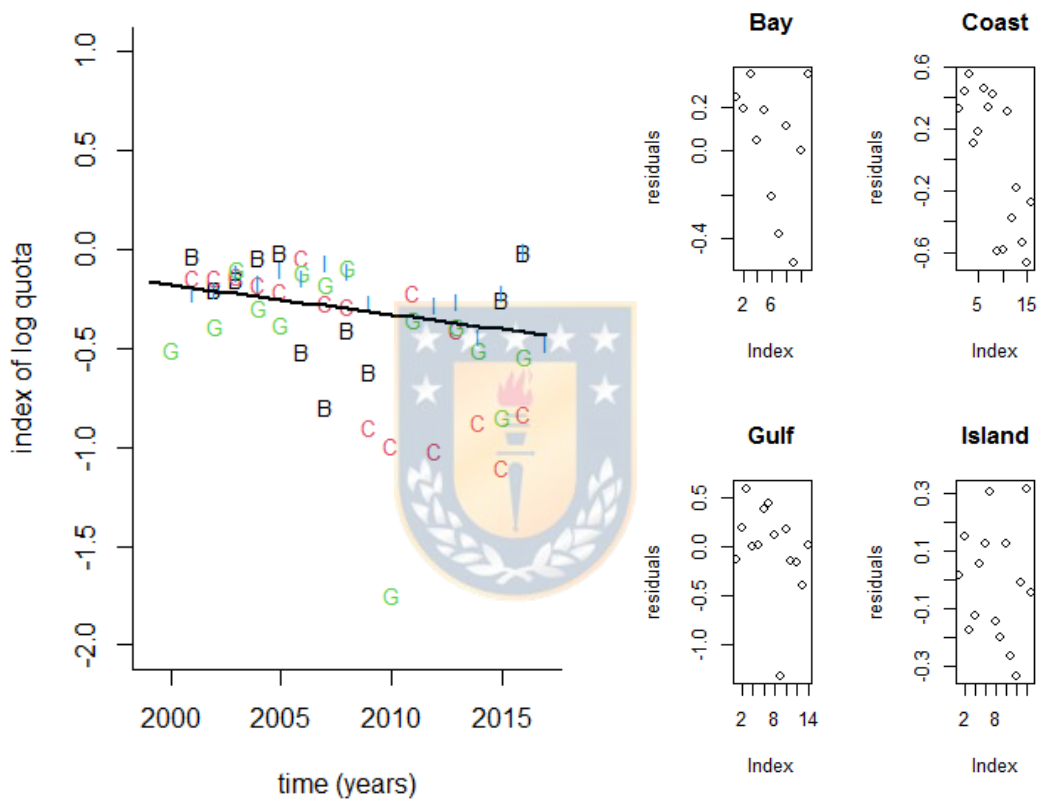 index of log quota
1.0
0.5
0.0
-0.5
-1.0
-1.5
-2.0
2000 2005 2010 2015
time (years)
B B B B B B B B B B B
C C C C C C C C C C C C C C C C
G G G G G G G G G G G G G G
I I I I I I I I I I I I I I I
Bay
residuals
0.2
0.0
-0.4
2 6
Index
Coast
residuals
0.6
0.2
-0.2
-0.6
5 15
Index
Gulf
residuals
0.5
0.0
-0.5
-1.0
2 8 14
Index
Island
residuals
0.3
0.1
-0.1
-0.3
2 8
Index